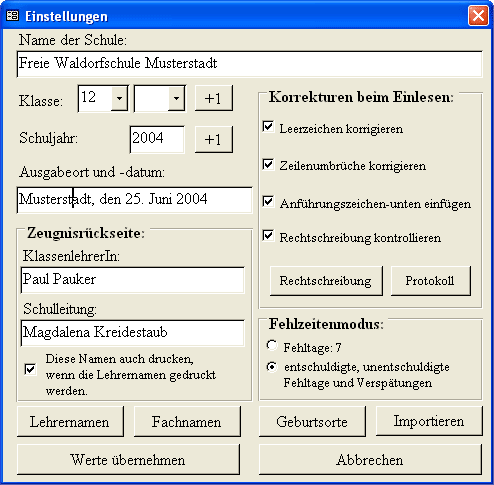 Einstellungen
Name der Schule:
Freie Waldorfschule Musterstadt
Klasse:
12
+1
Schuljahr:
2004
+1
Ausgabeort und -datum:
Musterstadt, den 25. Juni 2004
Zeugnisrückseite:
KlassenlehrerIn:
Paul Pauker
Schulleitung:
Magdalena Kreidestaub
Diese Namen auch drucken,
wenn die Lehrernamen gedruckt
werden.
Korrekturen beim Einlesen:
Leerzeichen korrigieren
Zeilenumbrüche korrigieren
Anführungszeichen-unten einfügen
Rechtschreibung kontrollieren
Rechtschreibung
Protokoll
Fehlzeitenmodus:
Fehltage: 7
entschuldigte, unentschuldigte
Fehltage und Verspätungen
Lehrernamen
Fachnamen
Geburtsorte
Importieren
Werte übernehmen
Abbrechen